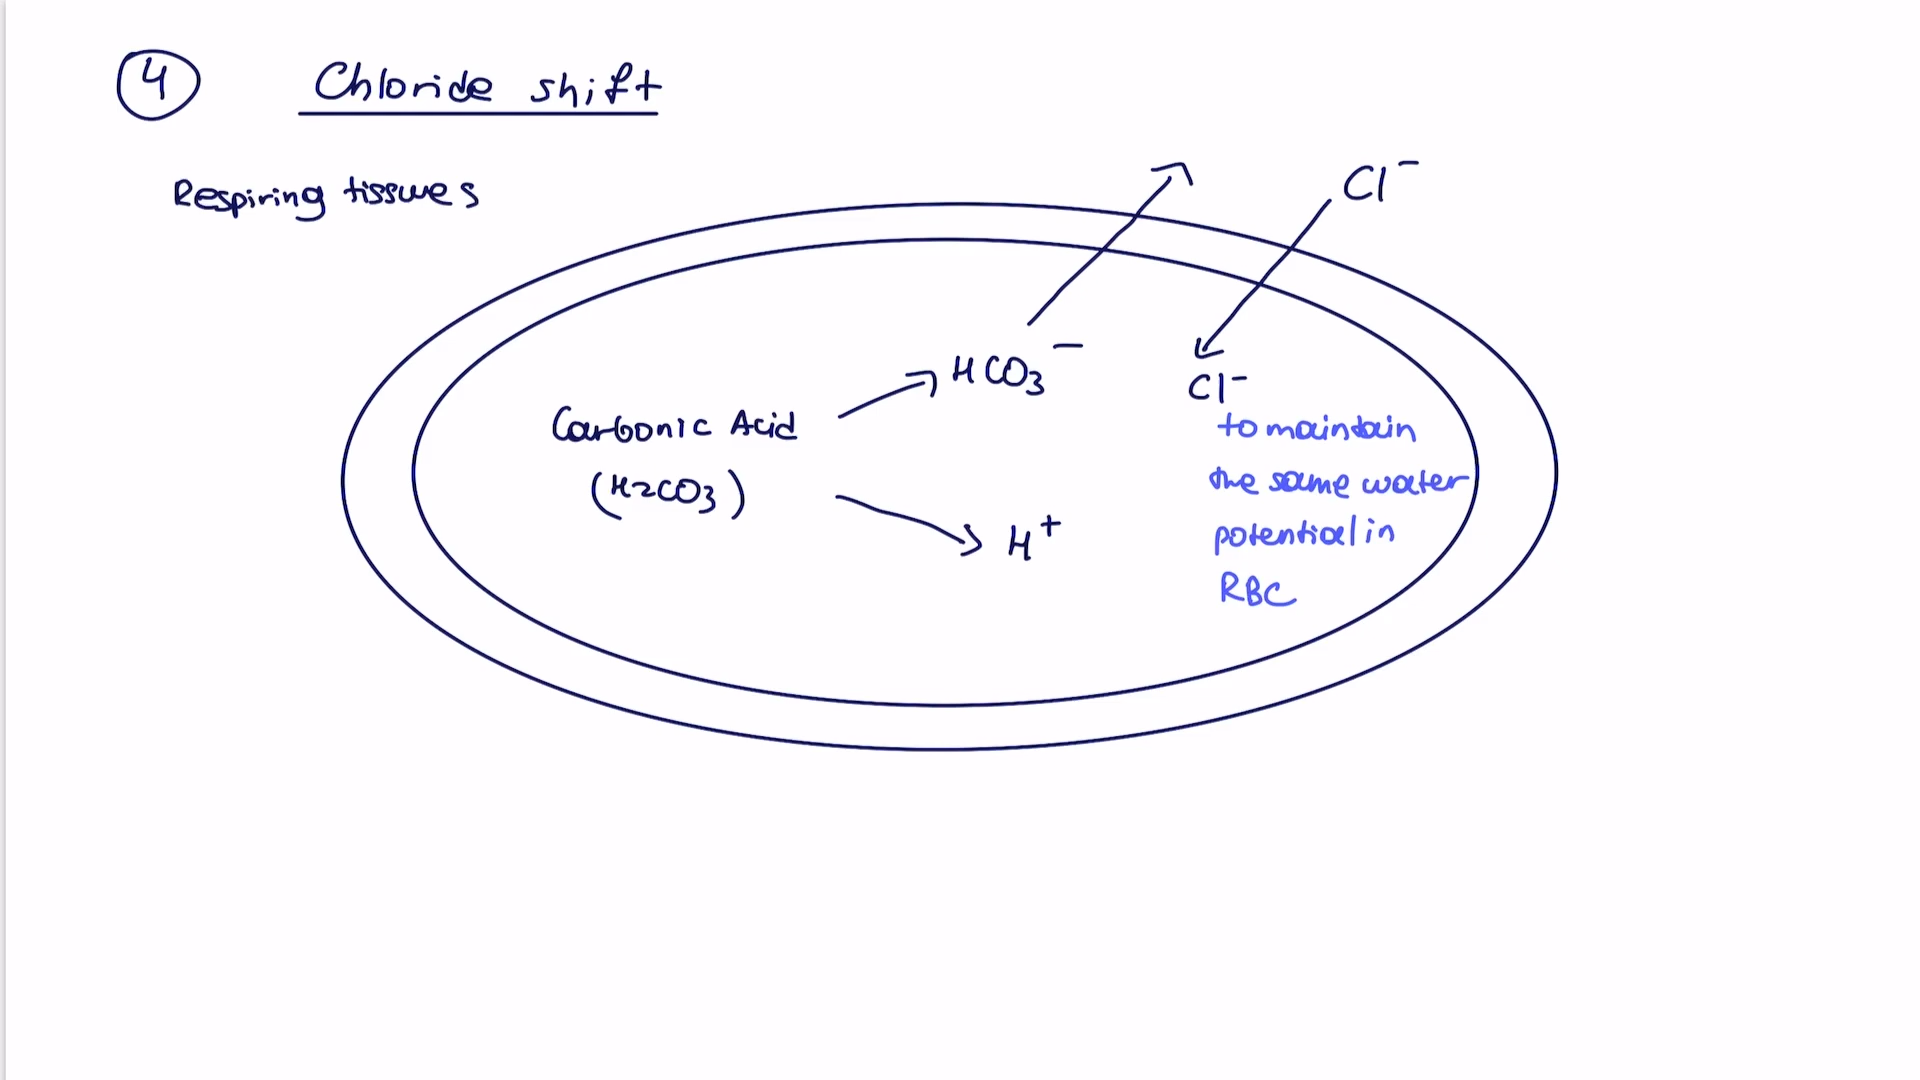 4 Chloride shift
Respiring tissues
Cl⁻
HCO3⁻
Cl⁻
Carbonic Acid
(H2CO3)
H⁺
to maintain
the same water
potential in
RBC